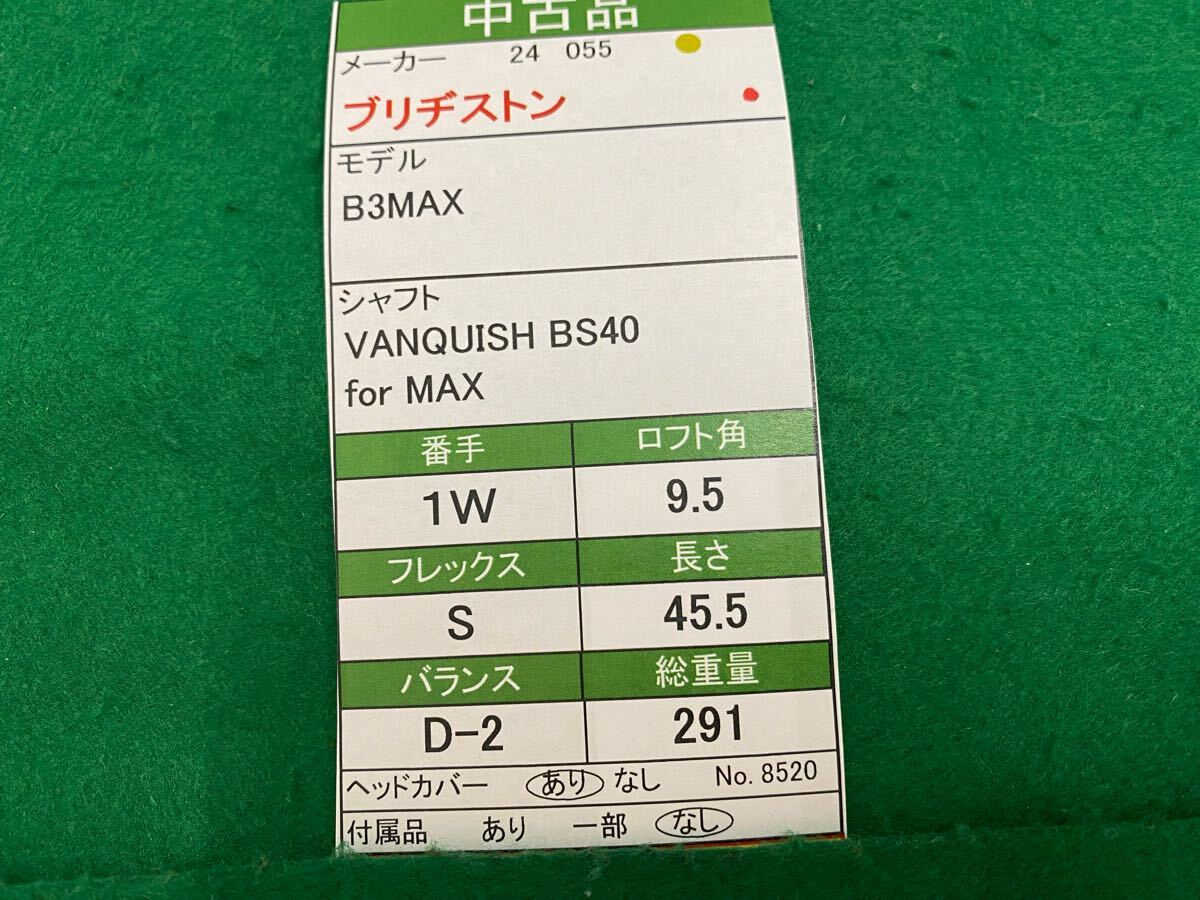 中古品
メーカー 24 055
ブリヂストン
モデル
B3MAX
シャフト
VANQUISH BS40
for MAX
番手 ロフト角
1W 9.5
フレックス 長さ
S 45.5
バランス 総重量
D-2 291
ヘッドカバー あり なし No. 8520
付属品 あり 一部 なし